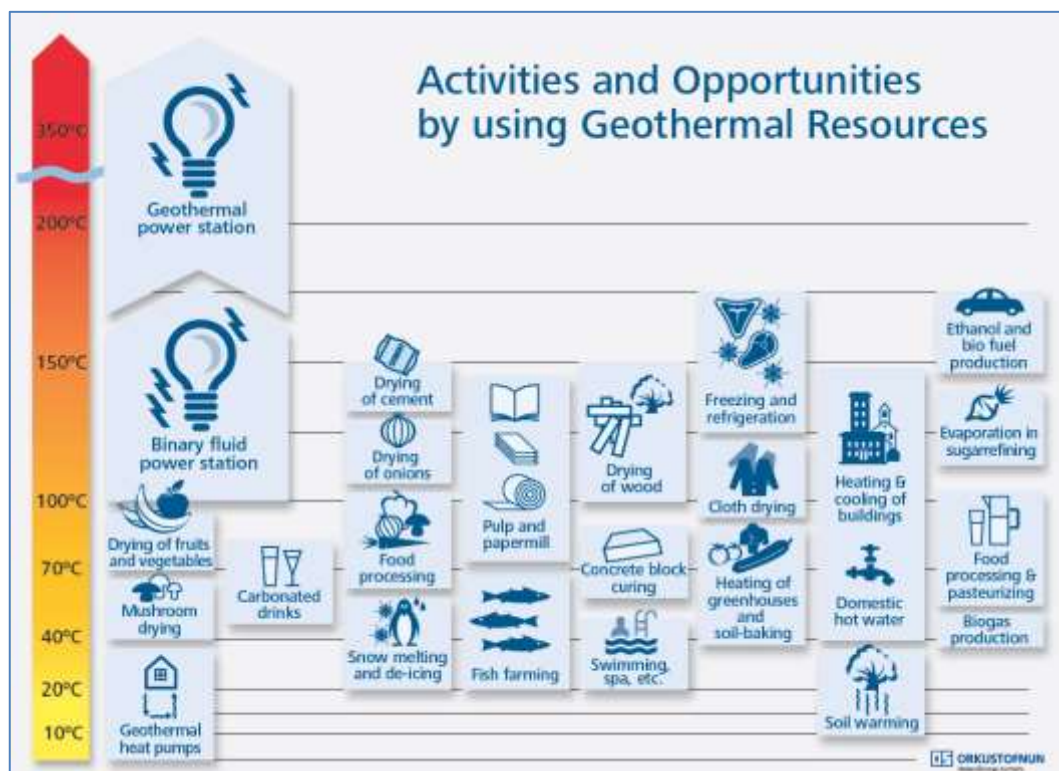 Activities and Opportunities
by using Geothermal Resources
350°C
200°C
150°C
100°C
70°C
40°C
20°C
10°C
Geothermal
power station
Binary fluid
power station
Drying of fruits
and vegetables
Mushroom
drying
Geothermal
heat pumps
Carbonated
drinks
Drying
of cement
Drying
of onions
Food
processing
Snow melting
and de-icing
Pulp and
papermill
Fish farming
Drying
of wood
Concrete block
curing
Swimming,
spa, etc.
Freezing and
refrigeration
Cloth drying
Heating of
greenhouses
and
soil-baking
Heating &
cooling of
buildings
Domestic
hot water
Soil warming
Ethanol and
bio fuel
production
Evaporation in
sugarrefining
Food
processing &
pasteurizing
Biogas
production
OS ORKUSTOFNUN